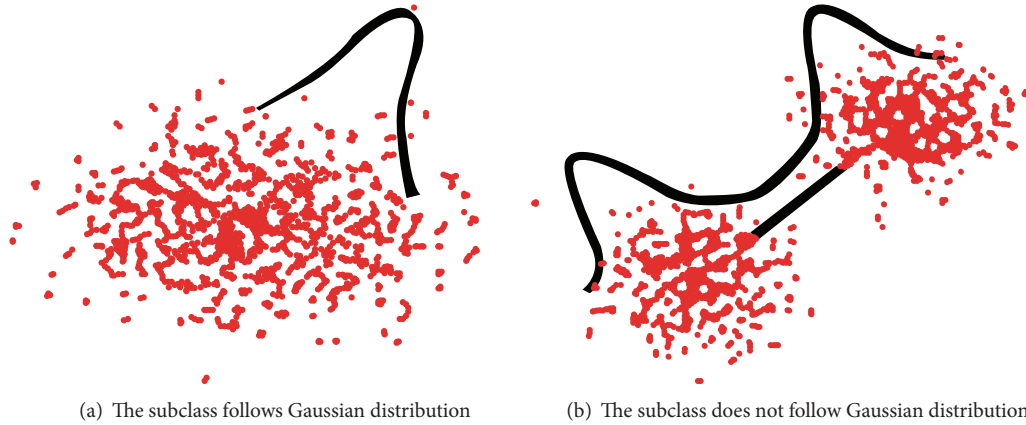 (a) The subclass follows Gaussian distribution
(b) The subclass does not follow Gaussian distribution